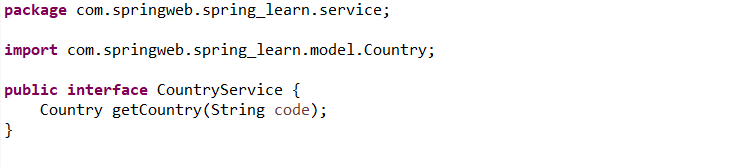 package com.springweb.spring_learn.service;
import com.springweb.spring_learn.model.Country;
public interface CountryService {
    Country getCountry(String code);
}